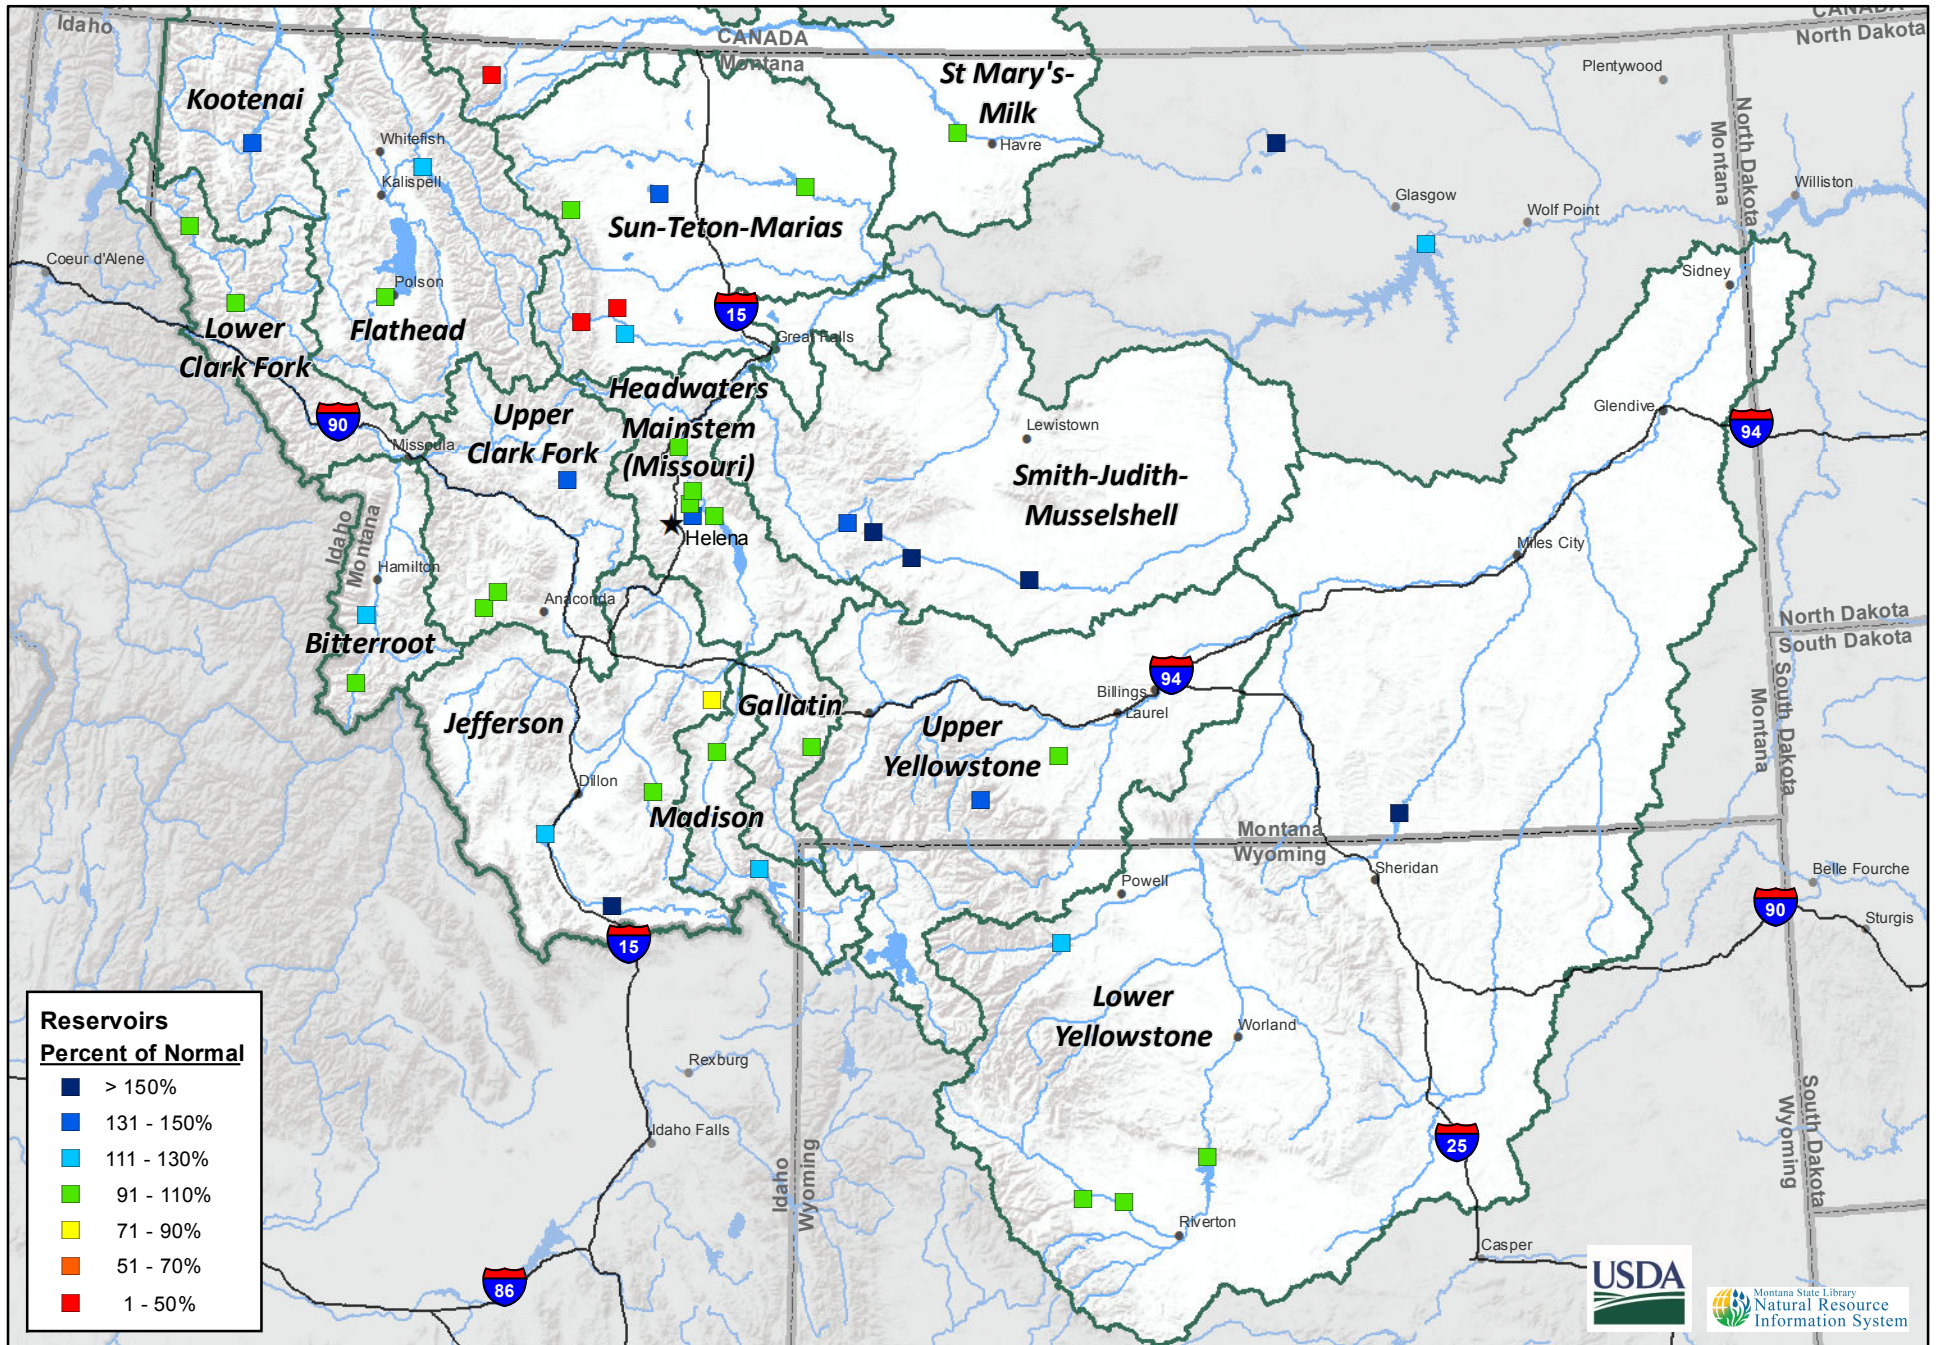 Idaho
CANADA
Montana
CANADA
North Dakota
Kootenai
St Mary's-
Milk
Plentywood
Whitefish
Havre
North Dakota
Montana
Kalispell
Glasgow
Williston
Wolf Point
Sun-Teton-Marias
Cœur d'Alene
Polson
Sidney
15
Lower
Clark Fork
Flathead
Great Falls
Headwaters
Mainstem
(Missouri)
Upper
Clark Fork
90
Missoula
Lewistown
Glendive
94
Smith-Judith-
Musselshell
Helena
Idaho
Montana
Hamilton
Miles City
Anaconda
Bitterroot
North Dakota
South Dakota
94
Billings
Laurel
Jefferson
Gallatin
Upper
Yellowstone
South Dakota
Montana
Dillon
Madison
Montana
Wyoming
Sheridan
Powell
Belle Fourche
90
Sturgis
15
Lower
Yellowstone
Worland
Reservoirs
Percent of Normal
> 150%
131 - 150%
111 - 130%
91 - 110%
71 - 90%
51 - 70%
1 - 50%
Rexburg
Idaho Falls
Idaho
Wyoming
25
South Dakota
Wyoming
Riverton
Casper
86
USDA
Montana State Library
Natural Resource
Information System